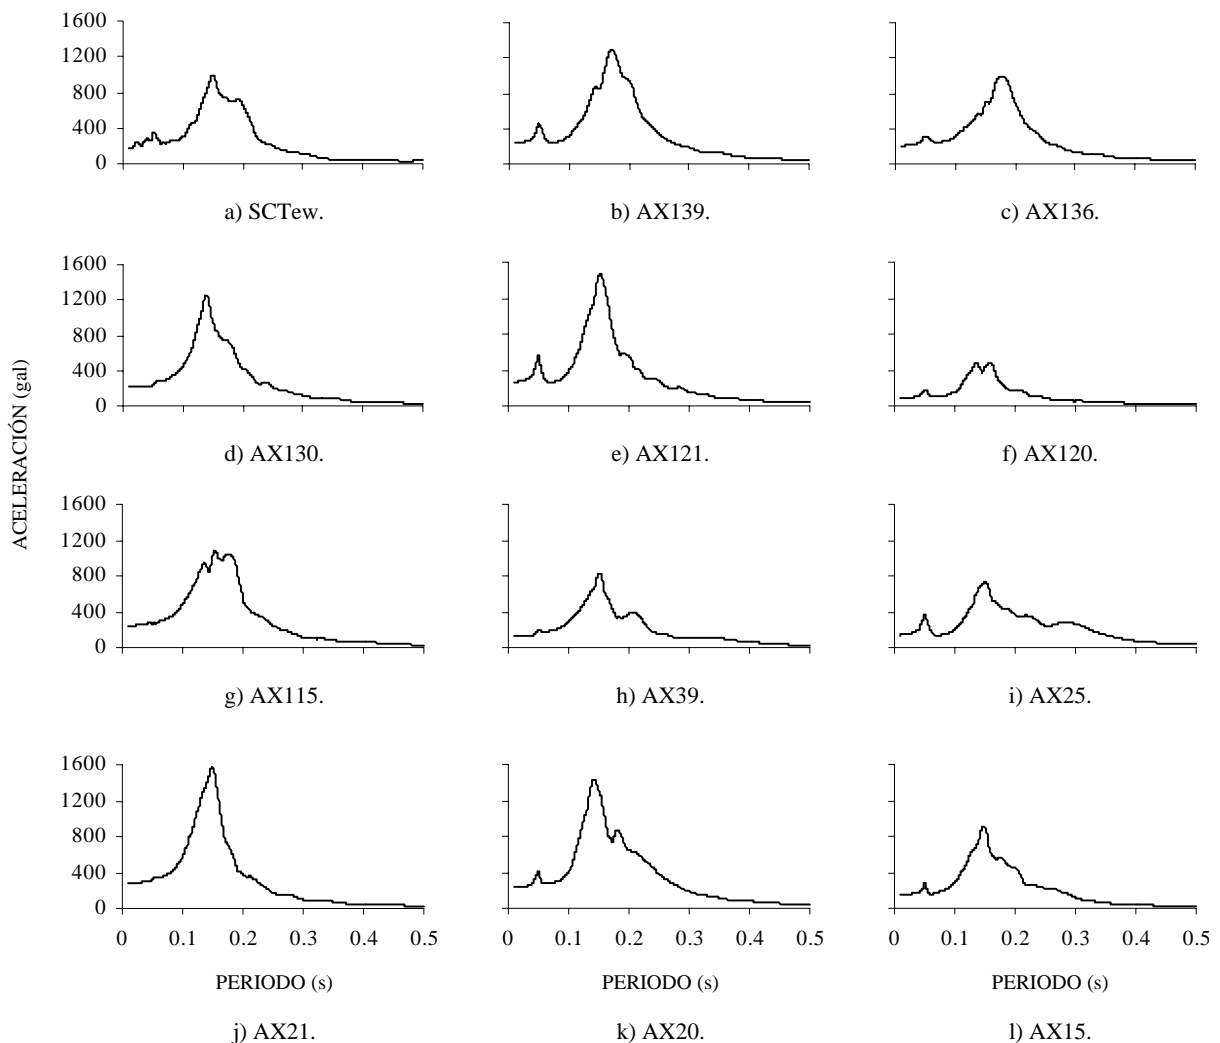 1600
1200
800
400
0
a) SCTew.
b) AX139.
c) AX136.
1600
1200
800
400
0
d) AX130.
e) AX121.
f) AX120.
ACELERACIÓN (gal)
1600
1200
800
400
0
g) AX115.
h) AX39.
i) AX25.
1600
1200
800
400
0
0 0.1 0.2 0.3 0.4 0.5
0 0.1 0.2 0.3 0.4 0.5
0 0.1 0.2 0.3 0.4 0.5
PERIODO (s)
PERIODO (s)
PERIODO (s)
j) AX21.
k) AX20.
l) AX15.